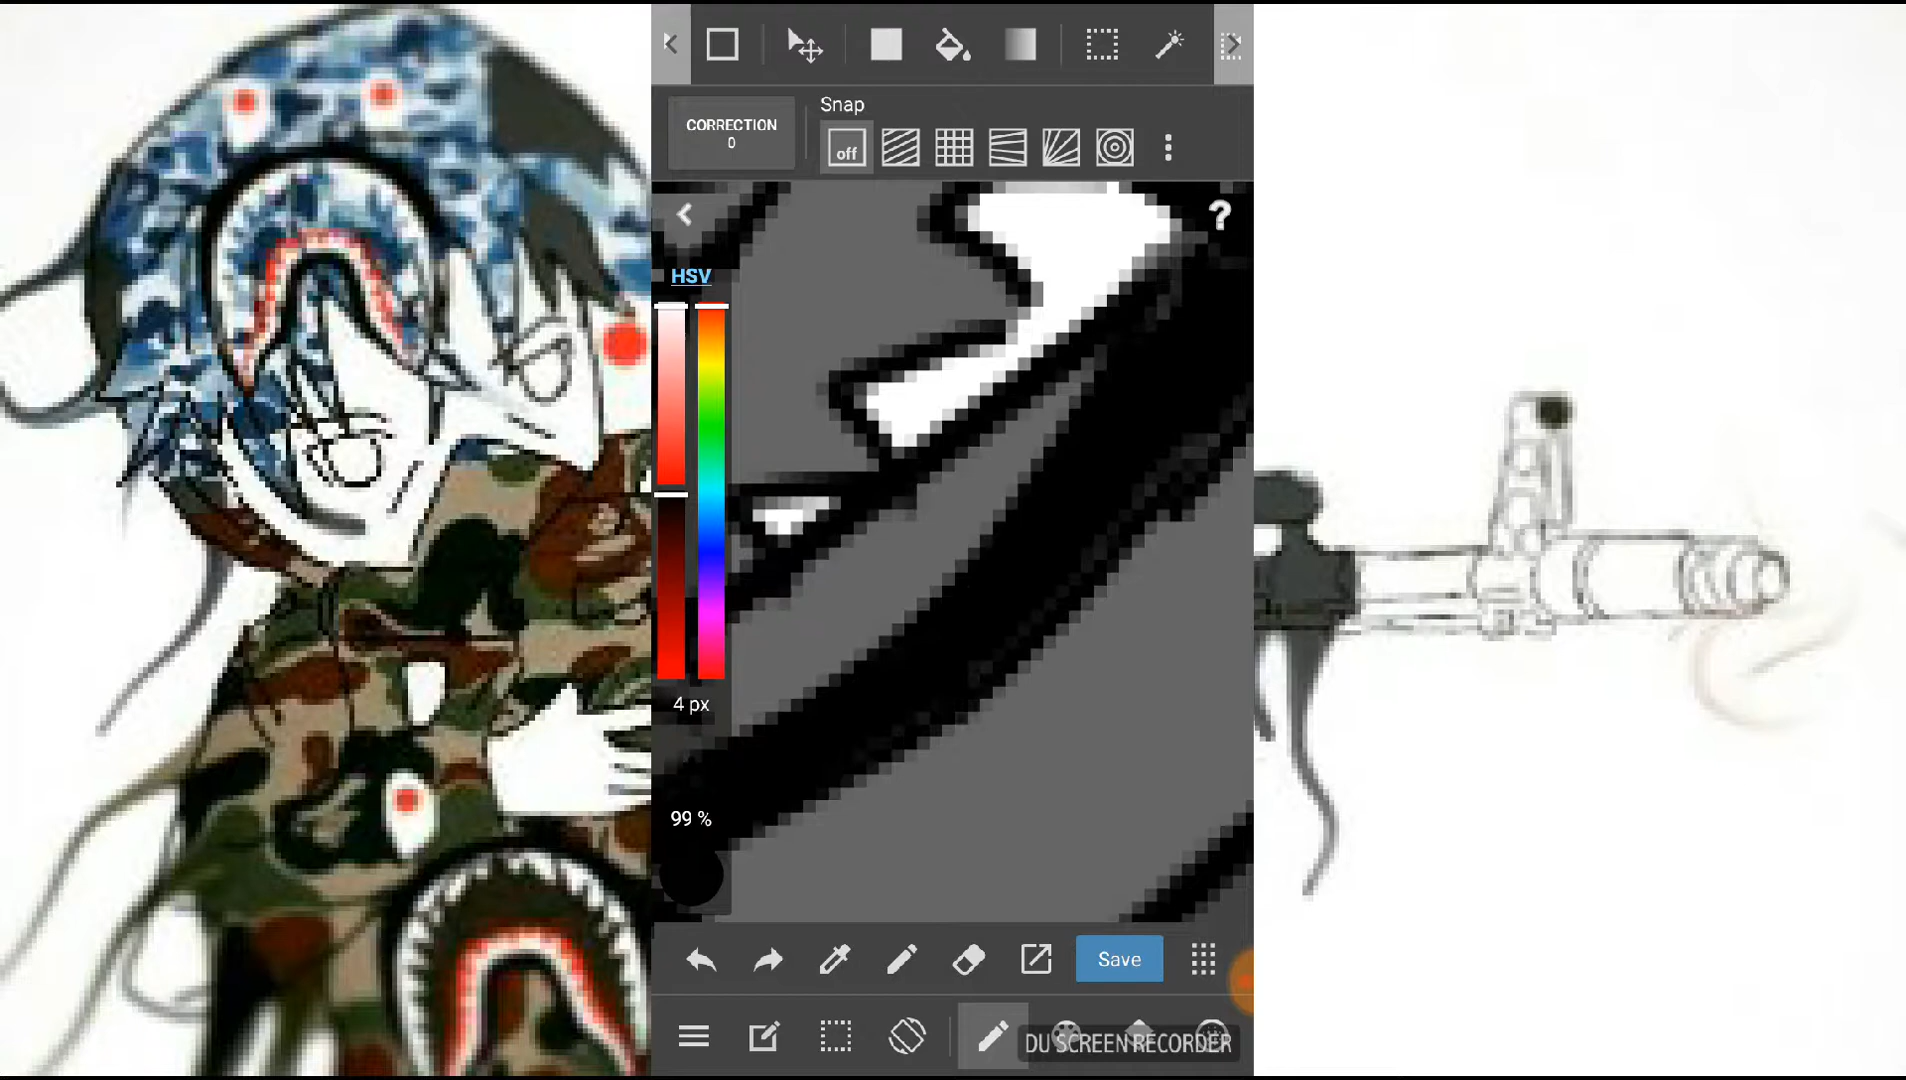 Snap
CORRECTION
0
off
?
HSV
4 px
99 %
Save
DU SCREEN RECORDER